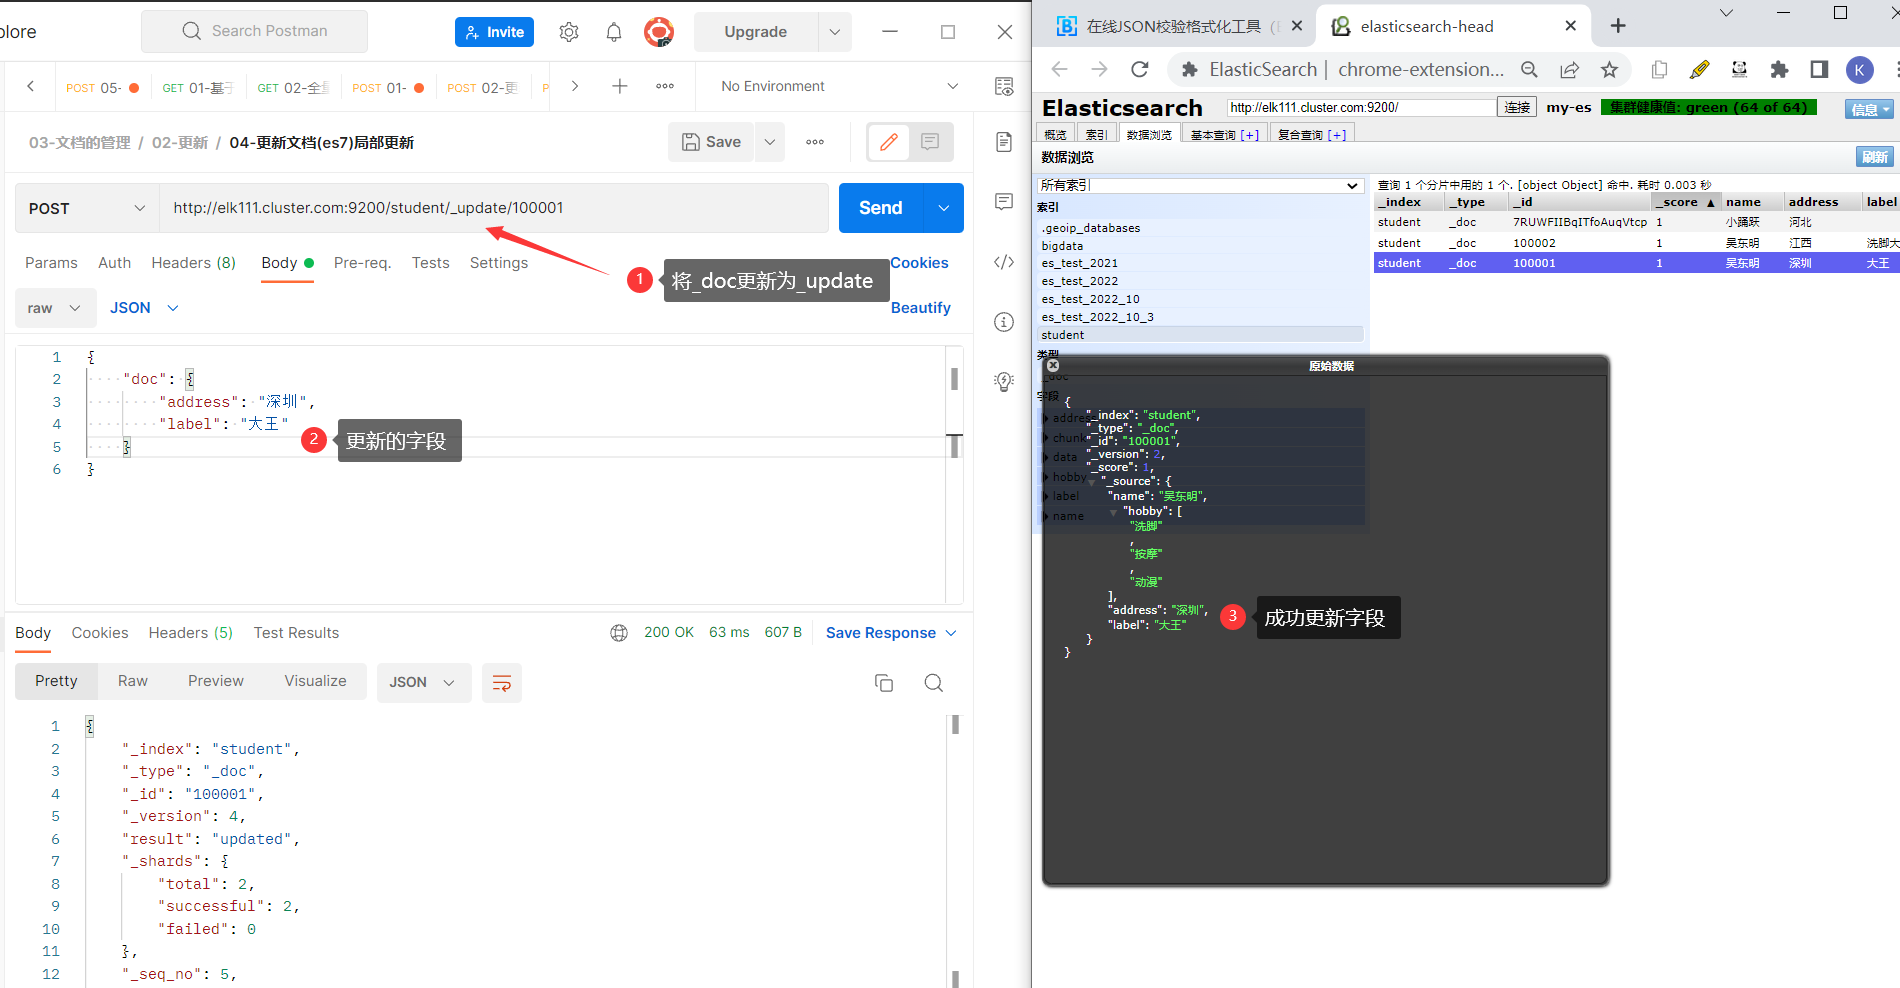 plore
Search Postman
Invite
Upgrade
POST 05-
GET 01-基于
GET 02-全量
POST 01-
POST 02-更
No Environment
03-文档的管理 / 02-更新 / 04-更新文档(es7)局部更新
Save
POST
http://elk111.cluster.com:9200/student/_update/100001
Send
Params Auth Headers (8) Body Pre-req. Tests Settings
Cookies
1 将_doc更新为_update
raw JSON
Beautify
1 {
2 "doc": {
3 "address": "深圳",
4 "label": "大王"
5 }
6 }
2 更新的字段
Body Cookies Headers (5) Test Results
200 OK 63 ms 607 B Save Response
Pretty Raw Preview Visualize JSON
1 {
2 "_index": "student",
3 "_type": "_doc",
4 "_id": "100001",
5 "_version": 4,
6 "result": "updated",
7 "_shards": {
8 "total": 2,
9 "successful": 2,
10 "failed": 0
11 },
12 "_seq_no": 5,
在线JSON校验格式化工具
elasticsearch-head
ElasticSearch | chrome-extension...
K
Elasticsearch
http://elk111.cluster.com:9200/
连接
my-es
集群健康值: green (64 of 64)
信息
概览 索引 数据浏览 基本查询 [+] 复合查询 [+]
数据浏览
刷新
所有索引
索引
.geoip_databases
bigdata
es_test_2021
es_test_2022
es_test_2022_10
es_test_2022_10_3
student
类型
_doc
字段
address
chunk
data
hobby
label
name
查询 1 个分片中用的 1 个. [object Object] 命中. 耗时 0.003 秒
_index _type _id _score ▲ name address label
student _doc 7RUWFIIBqITfoAuqVtcp 1 小踊跃 河北
student _doc 100002 1 吴东明 江西 洗脚大
student _doc 100001 1 吴东明 深圳 大王
原始数据
{
"_index": "student",
"_type": "_doc",
"_id": "100001",
"_version": 2,
"_score": 1,
"_source": {
"name": "吴东明",
"hobby": [
"洗脚"
,
"按摩"
,
"动漫"
],
"address": "深圳",
"label": "大王"
}
}
3 成功更新字段